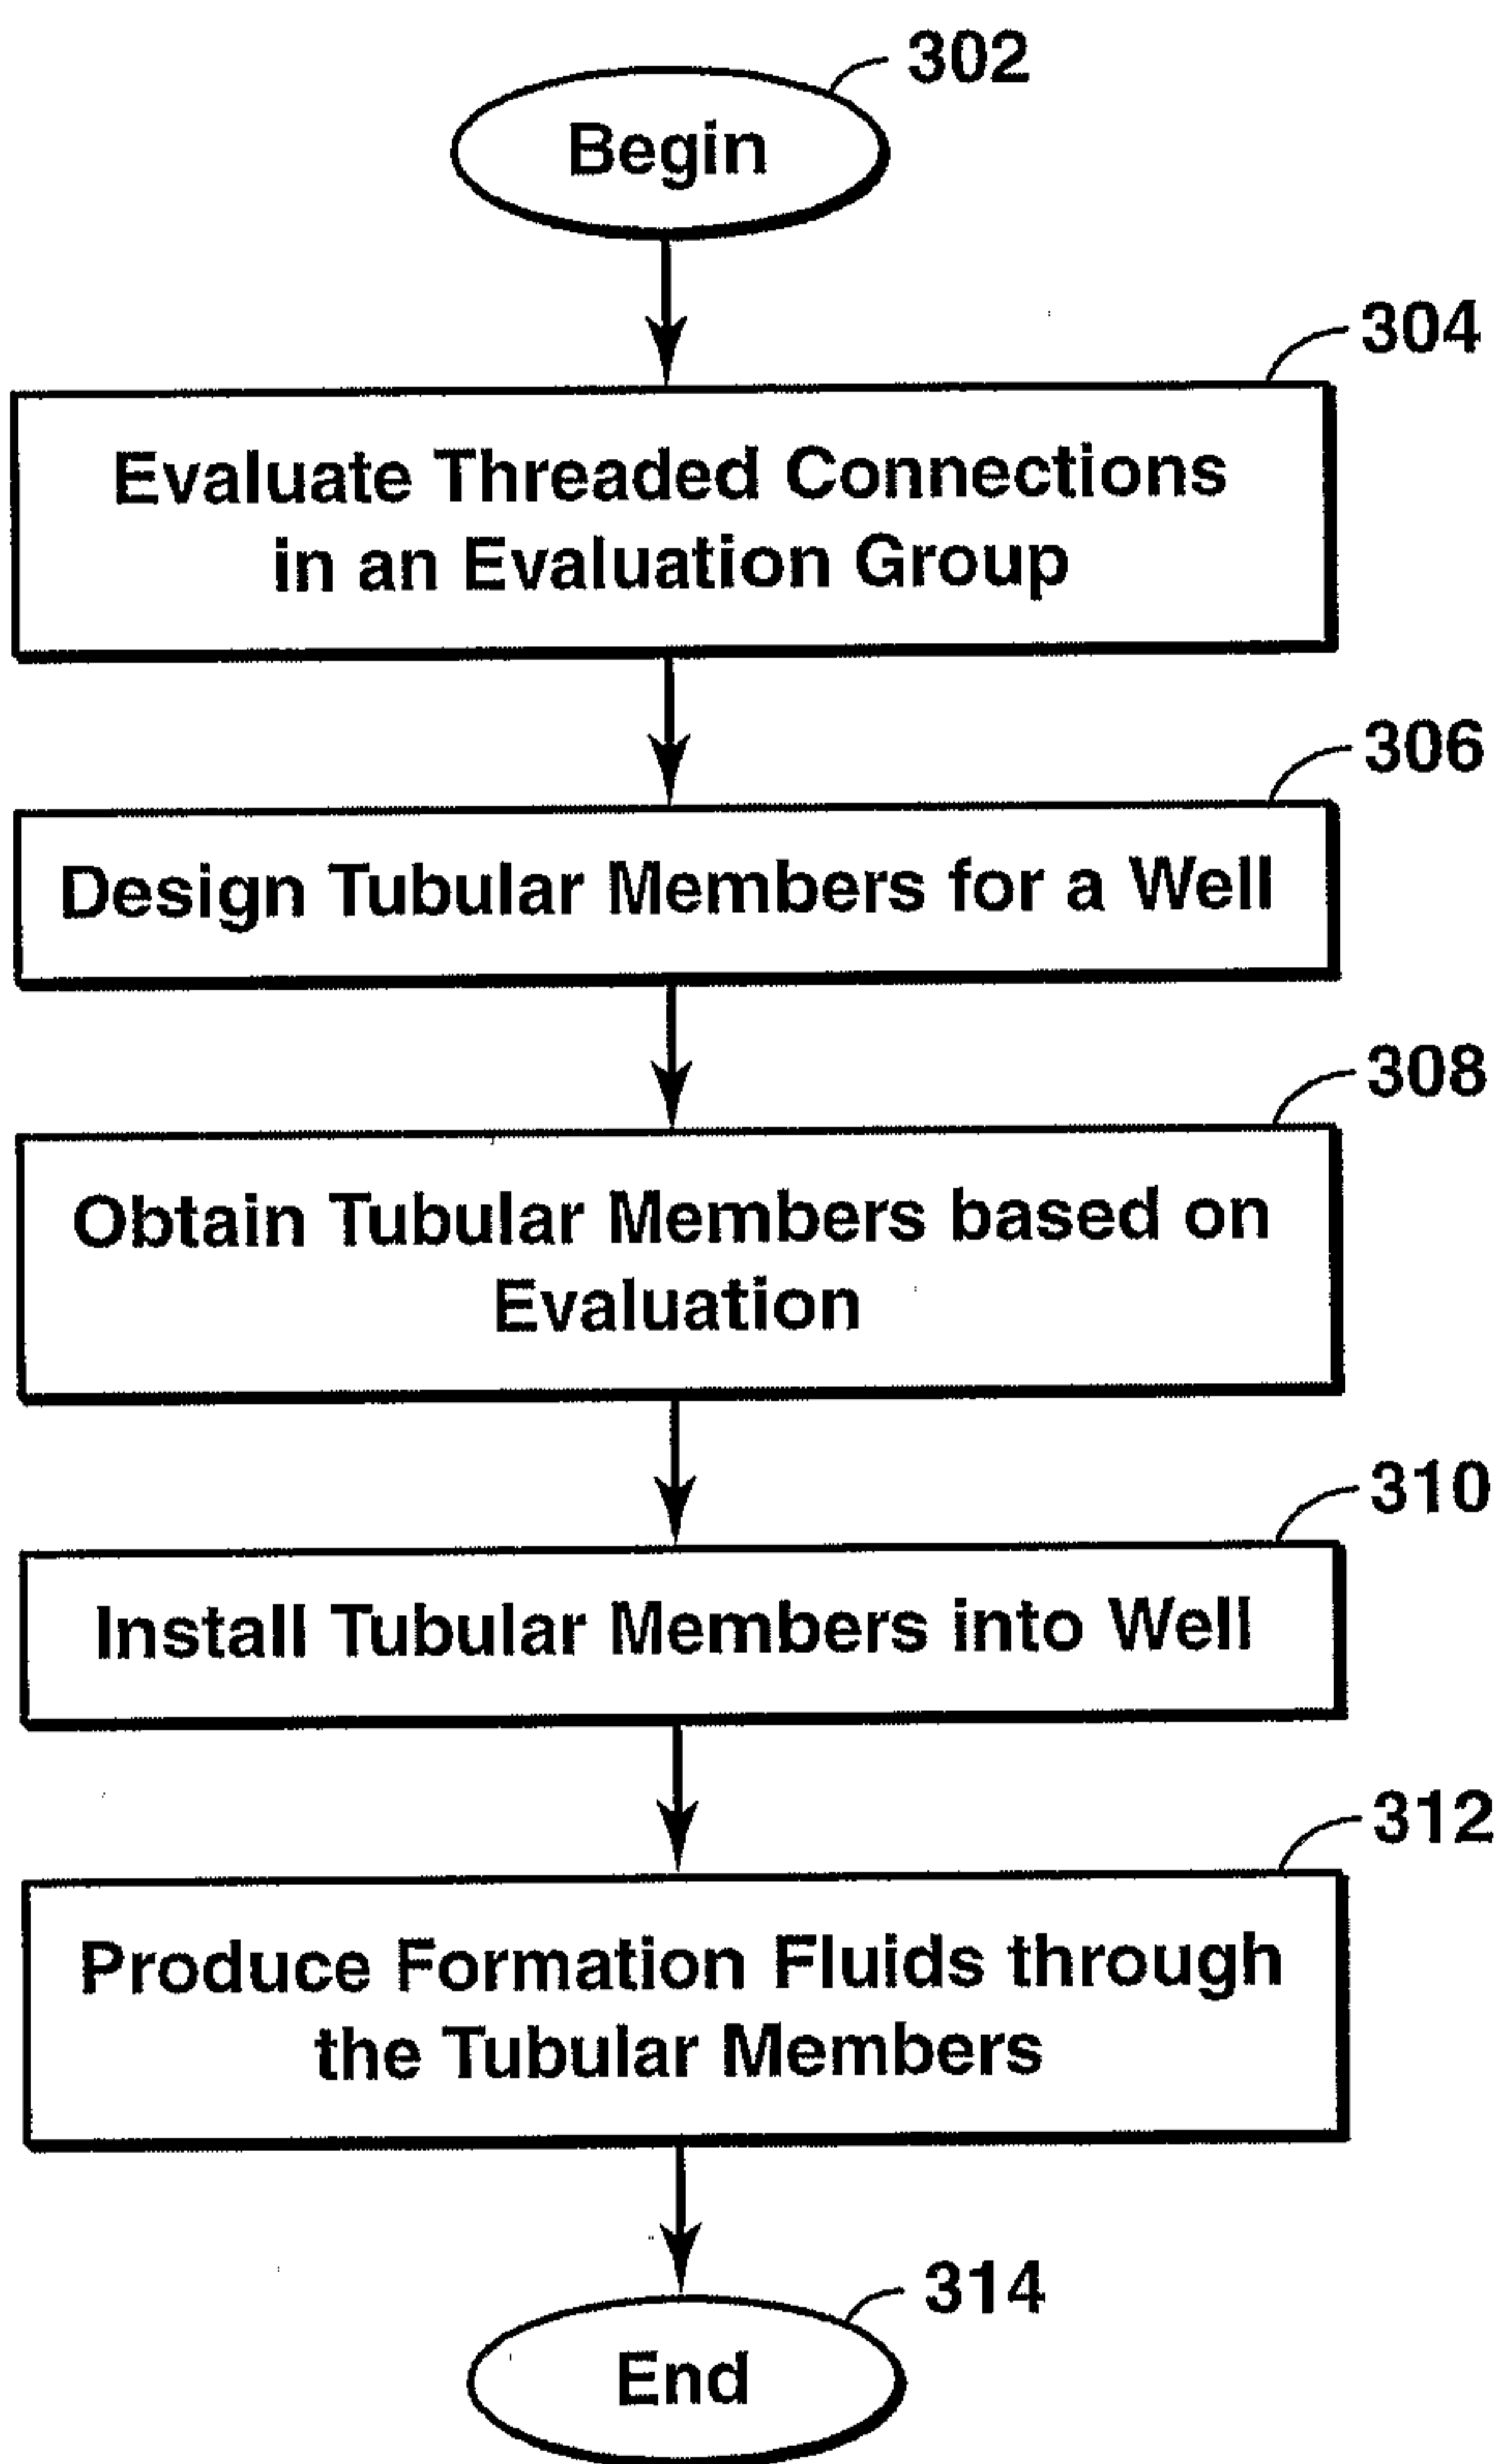 302
Begin
304
Evaluate Threaded Connections
in an Evaluation Group
306
Design Tubular Members for a Well
308
Obtain Tubular Members based on
Evaluation
310
Install Tubular Members into Well
312
Produce Formation Fluids through
the Tubular Members
314
End